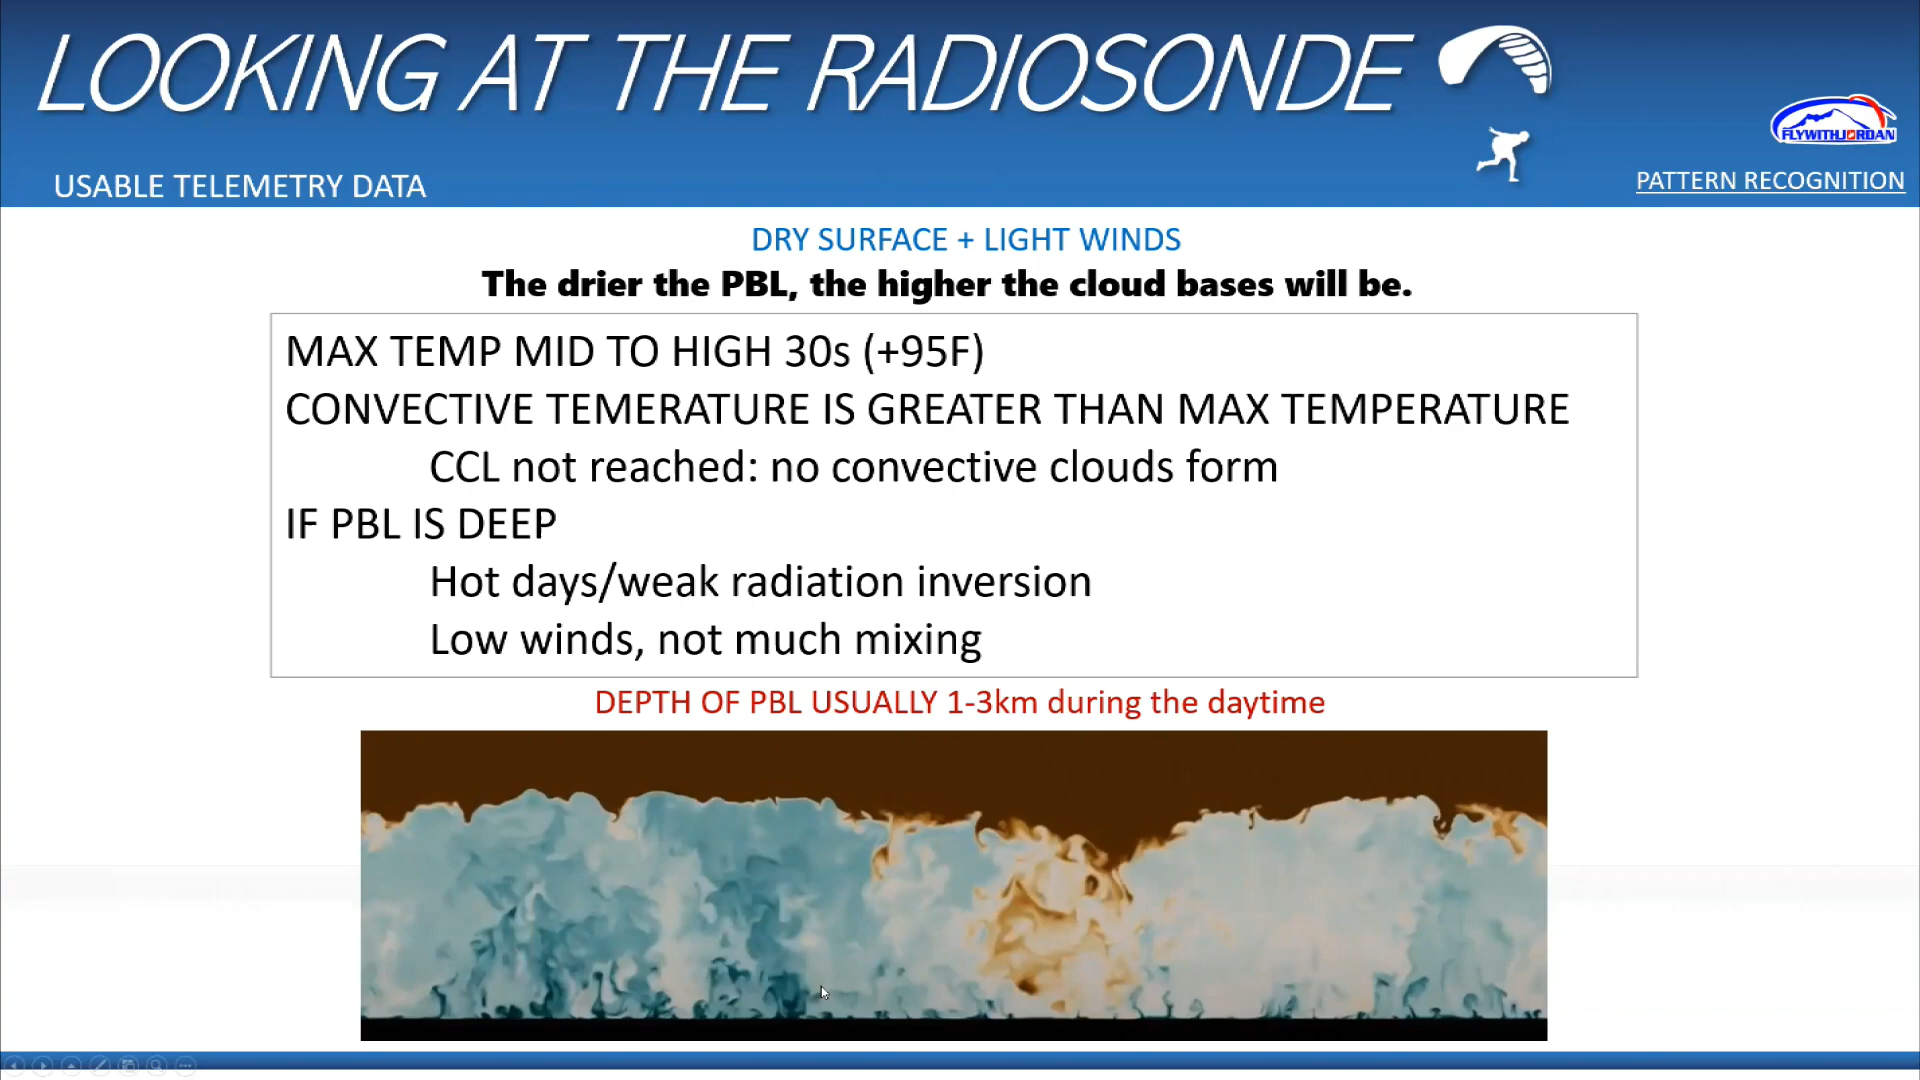 LOOKING AT THE RADIOSONDE
FLYWITHJORDAN
USABLE TELEMETRY DATA
PATTERN RECOGNITION
DRY SURFACE + LIGHT WINDS
The drier the PBL, the higher the cloud bases will be.
MAX TEMP MID TO HIGH 30s (+95F)
CONVECTIVE TEMERATURE IS GREATER THAN MAX TEMPERATURE
CCL not reached: no convective clouds form
IF PBL IS DEEP
Hot days/weak radiation inversion
Low winds, not much mixing
DEPTH OF PBL USUALLY 1-3km during the daytime